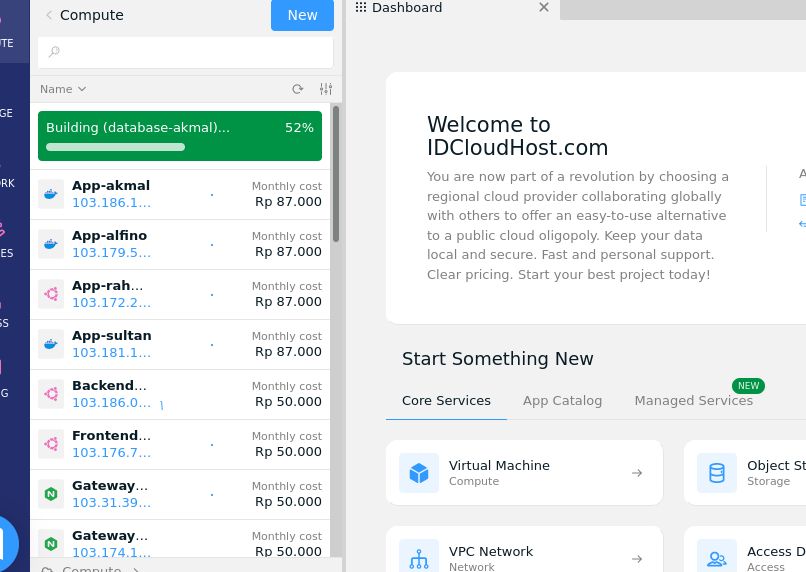 Compute
New
UTE
GE
RK
ES
SS
G
Name
Building (database-akmal)...
52%
App-akmal
103.186.1...
Monthly cost
Rp 87.000
App-alfino
103.179.5...
Monthly cost
Rp 87.000
App-rah...
103.172.2...
Monthly cost
Rp 87.000
App-sultan
103.181.1...
Monthly cost
Rp 87.000
Backend...
103.186.0...
Monthly cost
Rp 50.000
Frontend...
103.176.7...
Monthly cost
Rp 50.000
Gateway...
103.31.39...
Monthly cost
Rp 50.000
Gateway...
103.174.1...
Monthly cost
Rp 50.000
Compute
Dashboard
Welcome to
IDCloudHost.com
You are now part of a revolution by choosing a
regional cloud provider collaborating globally
with others to offer an easy-to-use alternative
to a public cloud oligopoly. Keep your data
local and secure. Fast and personal support.
Clear pricing. Start your best project today!
A
Start Something New
Core Services
App Catalog
Managed Services
NEW
Virtual Machine
Compute
Object St
Storage
VPC Network
Network
Access D
Access